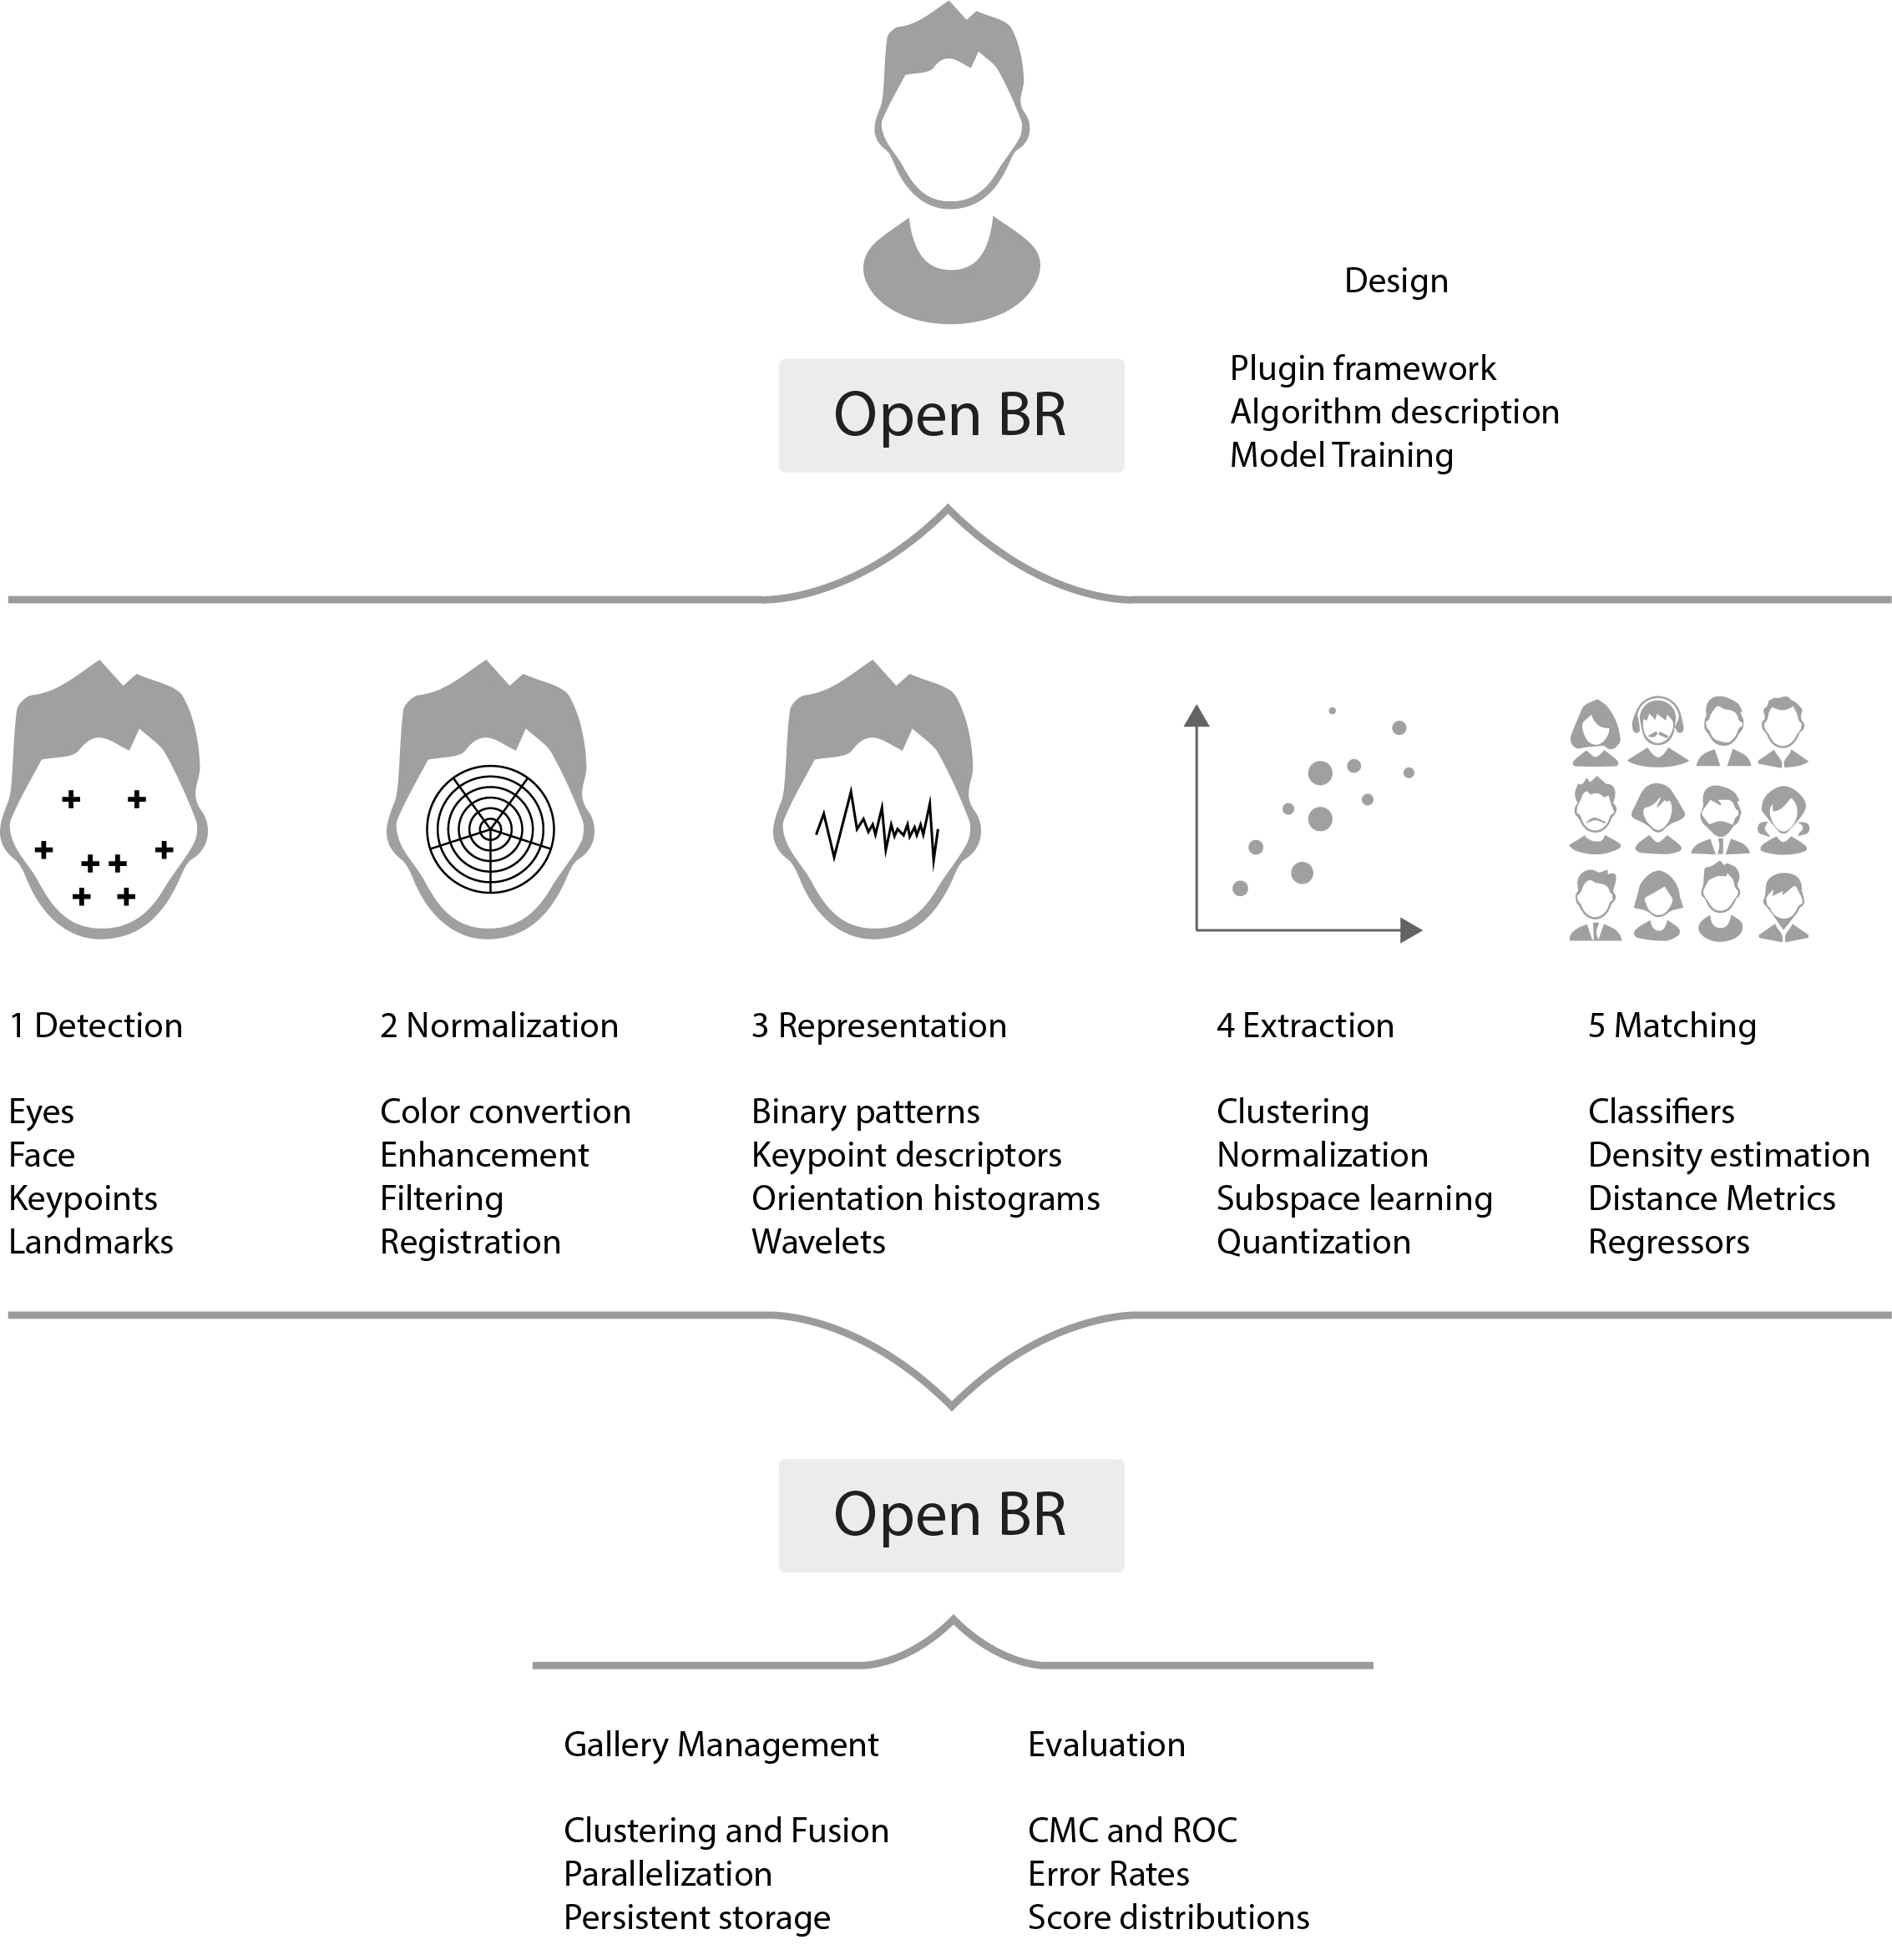 Design
Plugin framework
Algorithm description
Model Training
Open BR
1 Detection
Eyes
Face
Keypoints
Landmarks
2 Normalization
Color convertion
Enhancement
Filtering
Registration
3 Representation
Binary patterns
Keypoint descriptors
Orientation histograms
Wavelets
4 Extraction
Clustering
Normalization
Subspace learning
Quantization
5 Matching
Classifiers
Density estimation
Distance Metrics
Regressors
Open BR
Gallery Management
Clustering and Fusion
Parallelization
Persistent storage
Evaluation
CMC and ROC
Error Rates
Score distributions